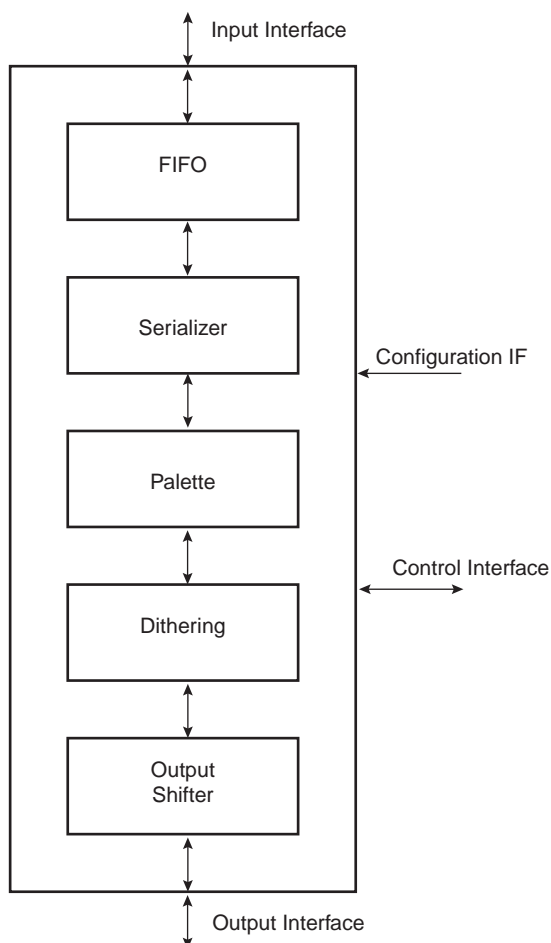 Input Interface
FIFO
Serializer
Configuration IF
Palette
Control Interface
Dithering
Output
Shifter
Output Interface